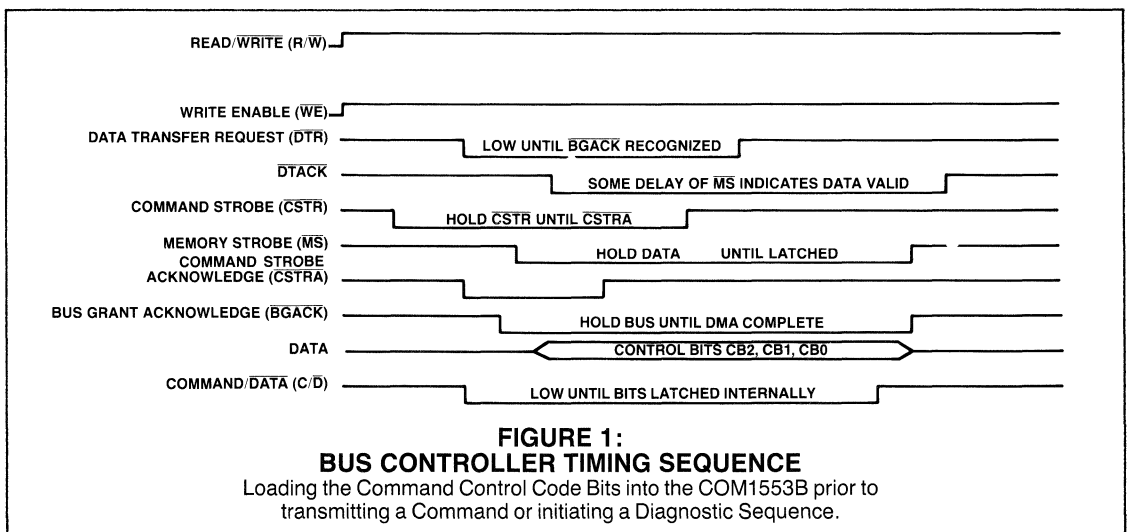 READ/WRITE (R/W)
WRITE ENABLE (WE)
DATA TRANSFER REQUEST (DTR)
LOW UNTIL BGACK RECOGNIZED
DTACK
SOME DELAY OF MS INDICATES DATA VALID
COMMAND STROBE (CSTR)
HOLD CSTR UNTIL CSTRA
MEMORY STROBE (MS)
HOLD DATA UNTIL LATCHED
COMMAND STROBE
ACKNOWLEDGE (CSTRA)
BUS GRANT ACKNOWLEDGE (BGACK)
HOLD BUS UNTIL DMA COMPLETE
DATA
CONTROL BITS CB2, CB1, CB0
COMMAND/DATA (C/D)
LOW UNTIL BITS LATCHED INTERNALLY
FIGURE 1:
BUS CONTROLLER TIMING SEQUENCE
Loading the Command Control Code Bits into the COM1553B prior to
transmitting a Command or initiating a Diagnostic Sequence.